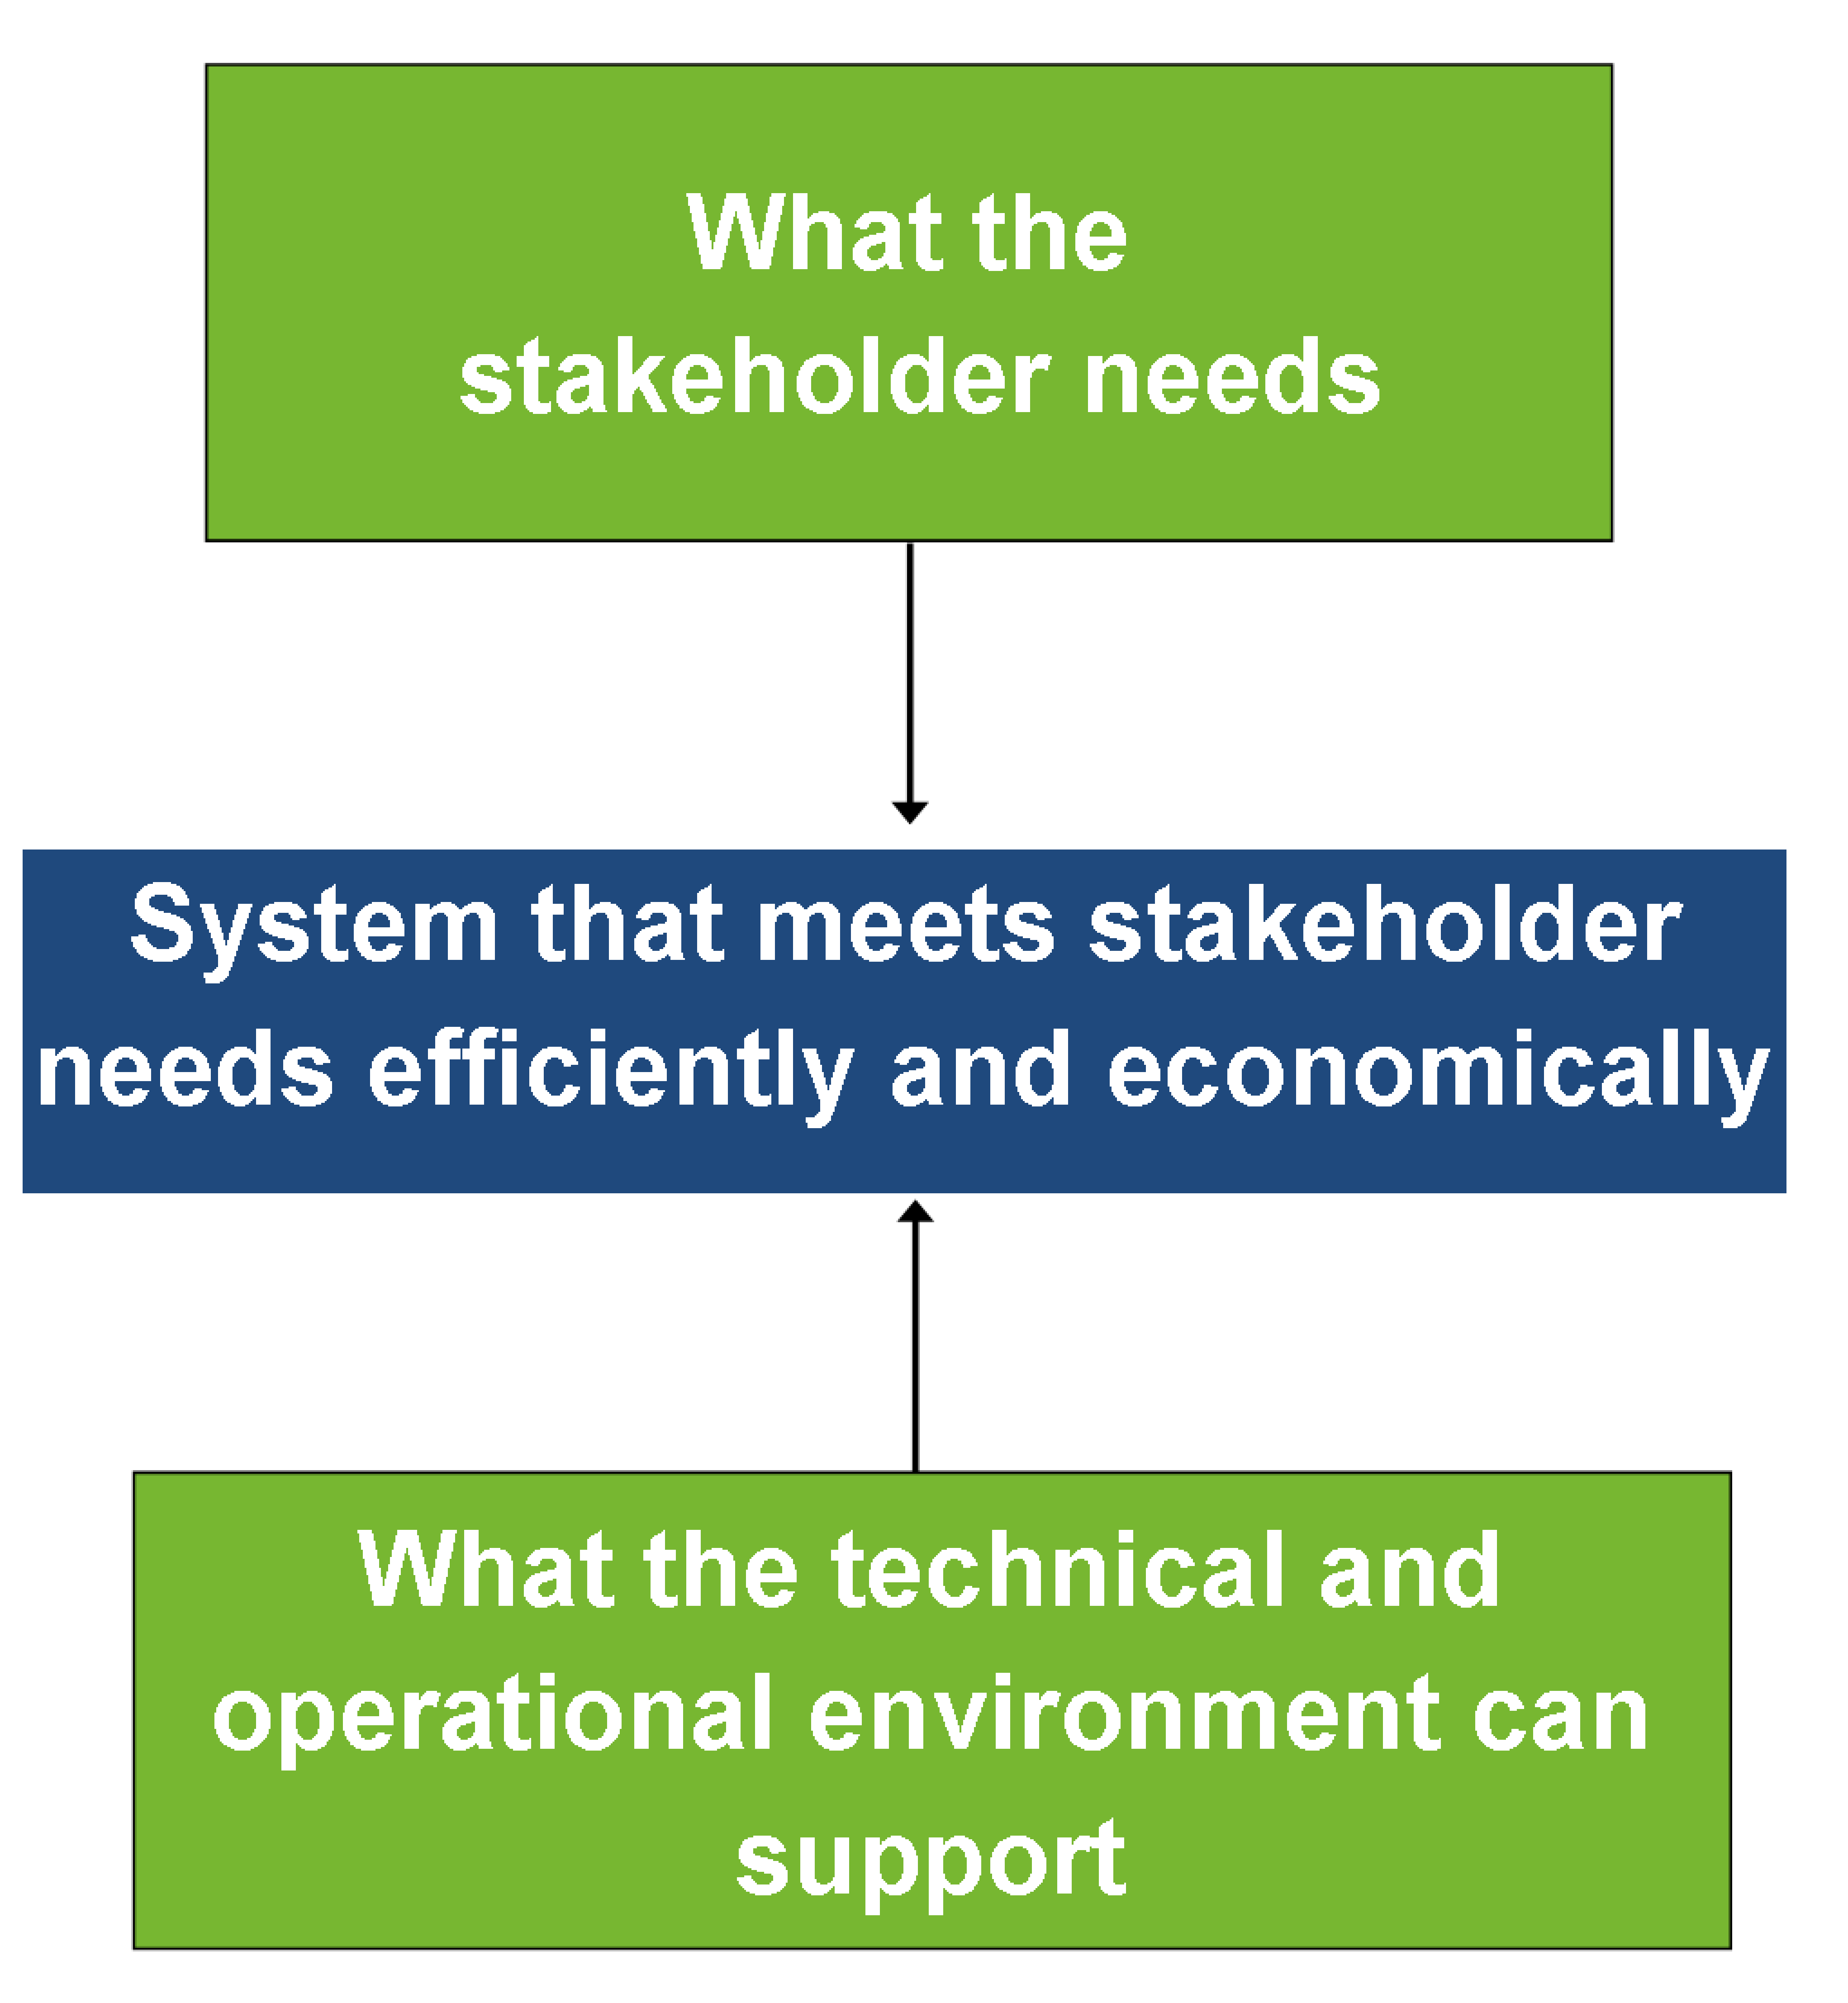 What the
stakeholder needs
System that meets stakeholder
needs efficiently and economically
What the technical and
operational environment can
support